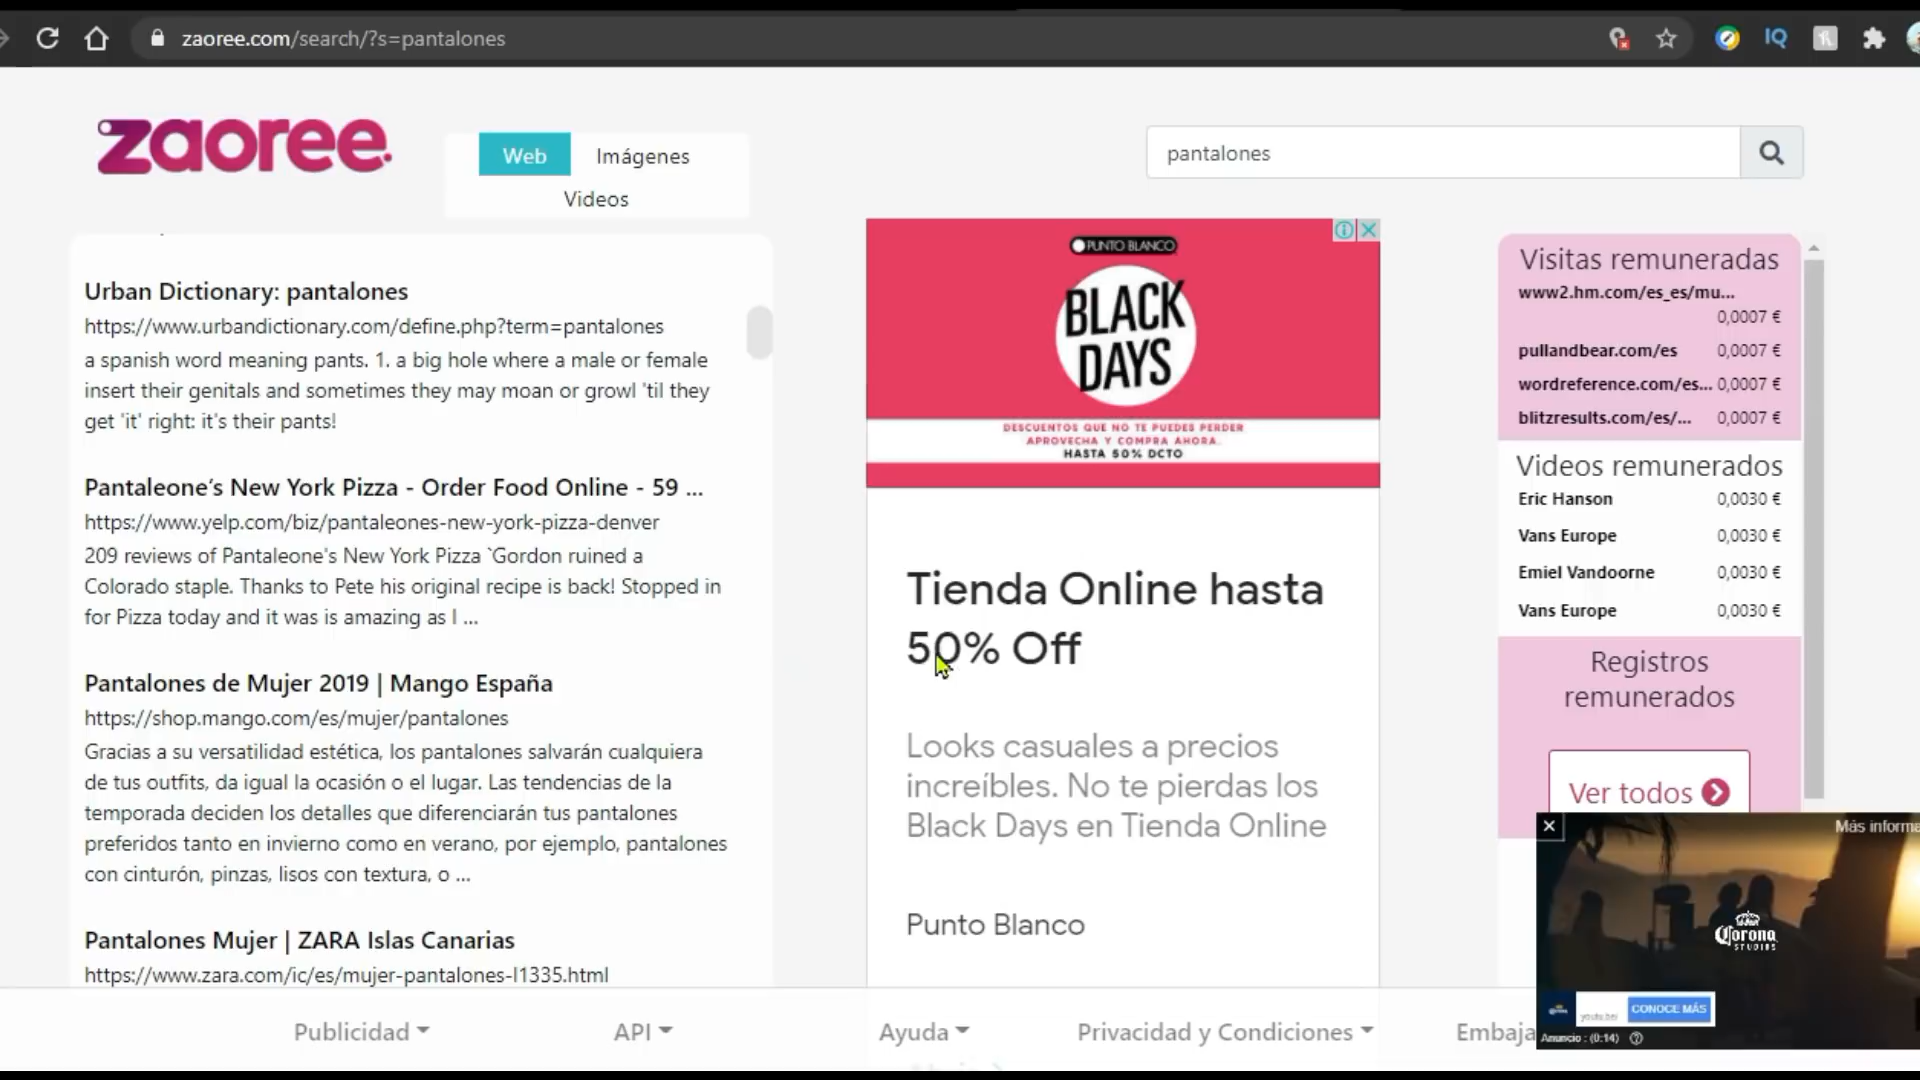 zaoree.com/search/?s=pantalones
IQ
zaoree.
Web
Imágenes
Videos
pantalones
Urban Dictionary: pantalones
https://www.urbandictionary.com/define.php?term=pantalones
a spanish word meaning pants. 1. a big hole where a male or female
insert their genitals and sometimes they may moan or growl 'til they
get 'it' right: it's their pants!
Pantaleone’s New York Pizza - Order Food Online - 59 ...
https://www.yelp.com/biz/pantaleones-new-york-pizza-denver
209 reviews of Pantaleone's New York Pizza `Gordon ruined a
Colorado staple. Thanks to Pete his original recipe is back! Stopped in
for Pizza today and it was is amazing as I ...
Pantalones de Mujer 2019 | Mango España
https://shop.mango.com/es/mujer/pantalones
Gracias a su versatilidad estética, los pantalones salvarán cualquiera
de tus outfits, da igual la ocasión o el lugar. Las tendencias de la
temporada deciden los detalles que diferenciarán tus pantalones
preferidos tanto en invierno como en verano, por ejemplo, pantalones
con cinturón, pinzas, lisos con textura, o ...
Pantalones Mujer | ZARA Islas Canarias
https://www.zara.com/ic/es/mujer-pantalones-l1335.html
PUNTO BLANCO
BLACK
DAYS
DESCUENTOS QUE NO TE PUEDES PERDER
APROVECHA Y COMPRA AHORA.
HASTA 50% DCTO
Tienda Online hasta
50% Off
Looks casuales a precios
increíbles. No te pierdas los
Black Days en Tienda Online
Punto Blanco
Visitas remuneradas
www2.hm.com/es_es/mu...
0,0007 €
pullandbear.com/es 0,0007 €
wordreference.com/es... 0,0007 €
blitzresults.com/es/... 0,0007 €
Videos remunerados
Eric Hanson 0,0030 €
Vans Europe 0,0030 €
Emiel Vandoorne 0,0030 €
Vans Europe 0,0030 €
Registros
remunerados
Ver todos
Más informa
Corona
STUDIOS
youtu.be/
CONOCE MÁS
Anuncio : (0:14)
Publicidad
API
Ayuda
Privacidad y Condiciones
Embaja